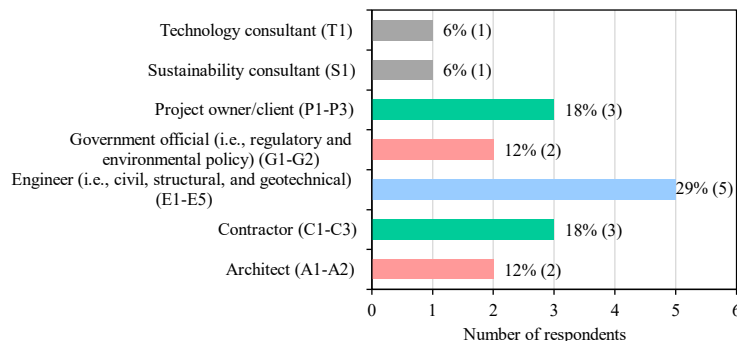 Technology consultant (T1)
6% (1)
Sustainability consultant (S1)
6% (1)
Project owner/client (P1-P3)
18% (3)
Government official (i.e., regulatory and
environmental policy) (G1-G2)
12% (2)
Engineer (i.e., civil, structural, and geotechnical)
(E1-E5)
29% (5)
Contractor (C1-C3)
18% (3)
Architect (A1-A2)
12% (2)
0 1 2 3 4 5 6
Number of respondents